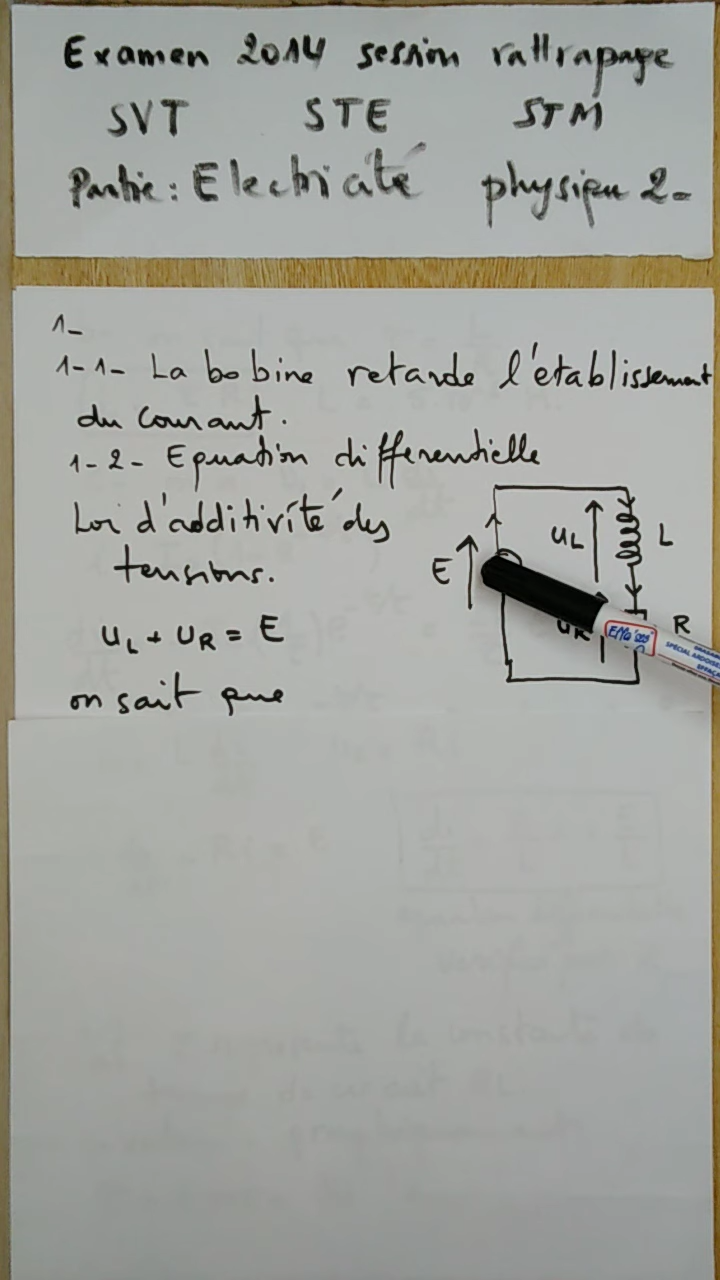 Examen 2014 session rattrapage
SVT STE STM
Partie: Electricité physique 2-
1-
1-1- La bobine retarde l'établissement
du courant.
1-2- Equation differentielle
Loi d'additivité des
tensions.
uL + uR = E
on sait que
E
uL
L
uR
R